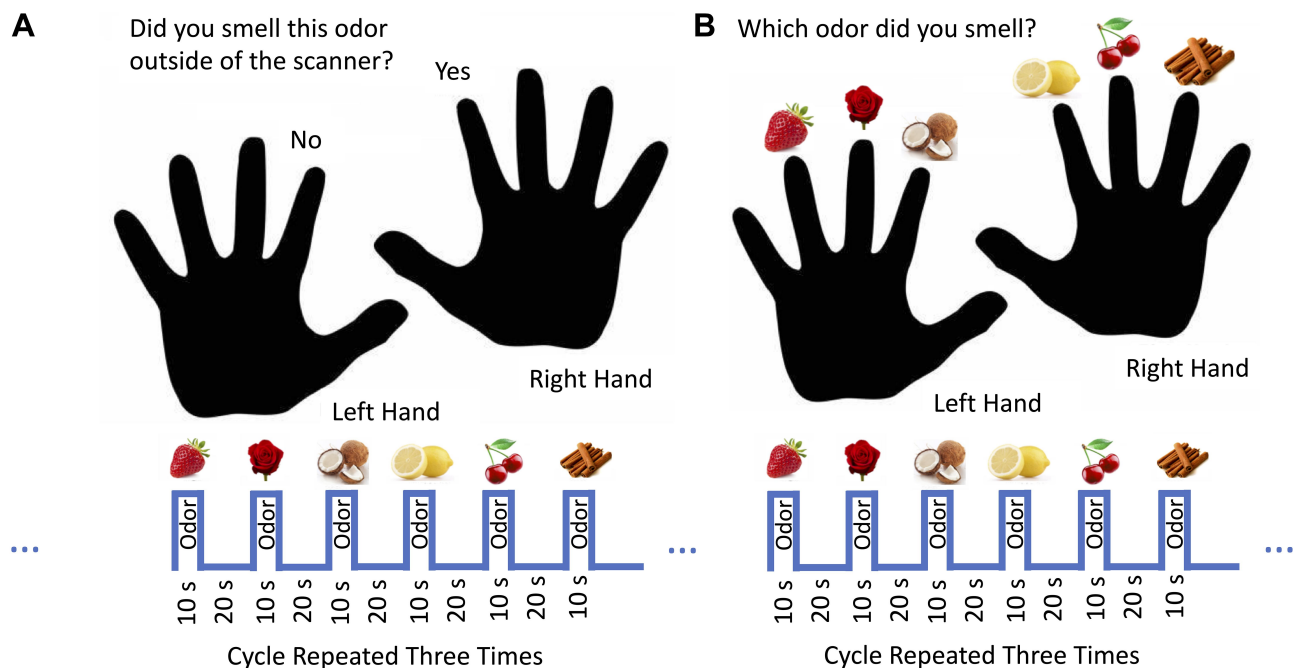 A
Did you smell this odor
outside of the scanner?
Yes
No
Right Hand
Left Hand
Odor Odor Odor Odor Odor Odor
... ...
10 s 20 s 10 s 20 s 10 s 20 s 10 s 20 s 10 s 20 s 10 s
Cycle Repeated Three Times
B
Which odor did you smell?
Right Hand
Left Hand
Odor Odor Odor Odor Odor Odor
...
10 s 20 s 10 s 20 s 10 s 20 s 10 s 20 s 10 s 20 s 10 s
Cycle Repeated Three Times